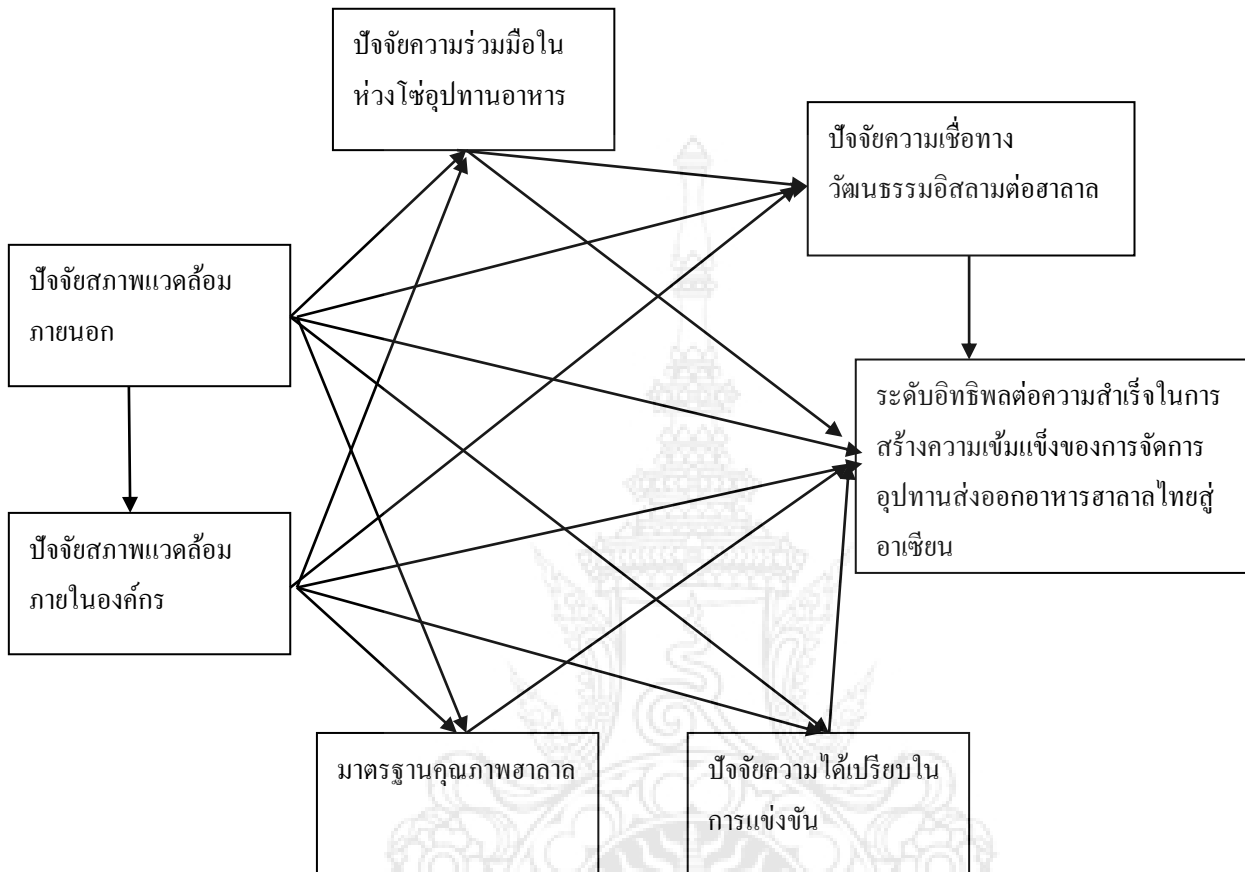 ปัจจัยความร่วมมือใน
ห่วงโซ่อุปทานอาหาร
ปัจจัยความเชื่อทาง
วัฒนธรรมอิสลามต่อฮาลาล
ปัจจัยสภาพแวดล้อม
ภายนอก
ระดับอิทธิพลต่อความสำเร็จในการ
สร้างความเข้มแข็งของการจัดการ
อุปทานส่งออกอาหารฮาลาลไทยสู่
อาเซียน
ปัจจัยสภาพแวดล้อม
ภายในองค์กร
มาตรฐานคุณภาพฮาลาล
ปัจจัยความได้เปรียบใน
การแข่งขัน